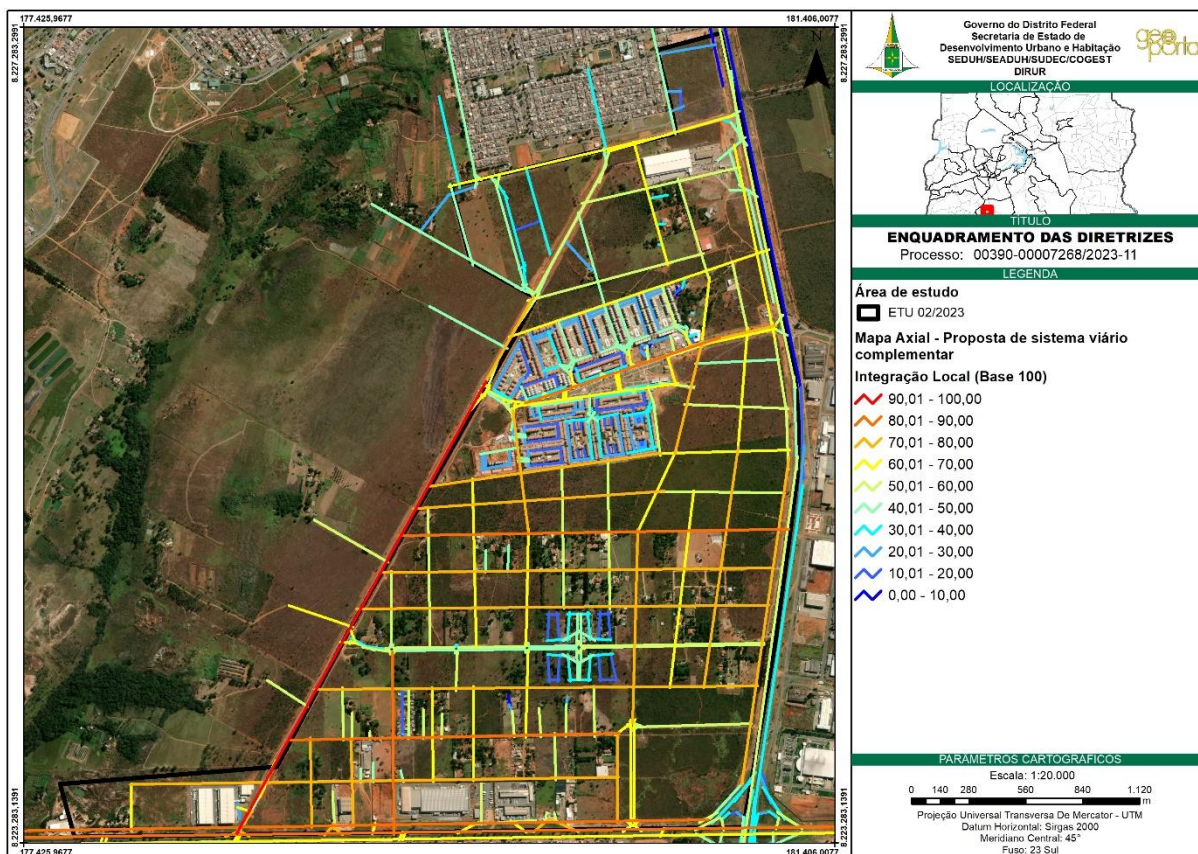 177.425,9677
181.406,0077
8.227.283,2991
8.227.283,2991
N
Governo do Distrito Federal
Secretaria de Estado de
Desenvolvimento Urbano e Habitação
SEDUH/SEADUH/SUDEC/COGEST
DIRUR
geo
portal
LOCALIZAÇÃO
TÍTULO
ENQUADRAMENTO DAS DIRETRIZES
Processo: 00390-00007268/2023-11
LEGENDA
Área de estudo
ETU 02/2023
Mapa Axial - Proposta de sistema viário
complementar
Integração Local (Base 100)
90,01 - 100,00
80,01 - 90,00
70,01 - 80,00
60,01 - 70,00
50,01 - 60,00
40,01 - 50,00
30,01 - 40,00
20,01 - 30,00
10,01 - 20,00
0,00 - 10,00
PARAMETROS CARTOGRAFICOS
Escala: 1:20.000
0 140 280 560 840 1.120
m
Projeção Universal Transversa De Mercator - UTM
Datum Horizontal: Sirgas 2000
Meridiano Central: 45°
Fuso: 23 Sul
8.223.283,1391
8.223.283,1391
177.425,9677
181.406,0077